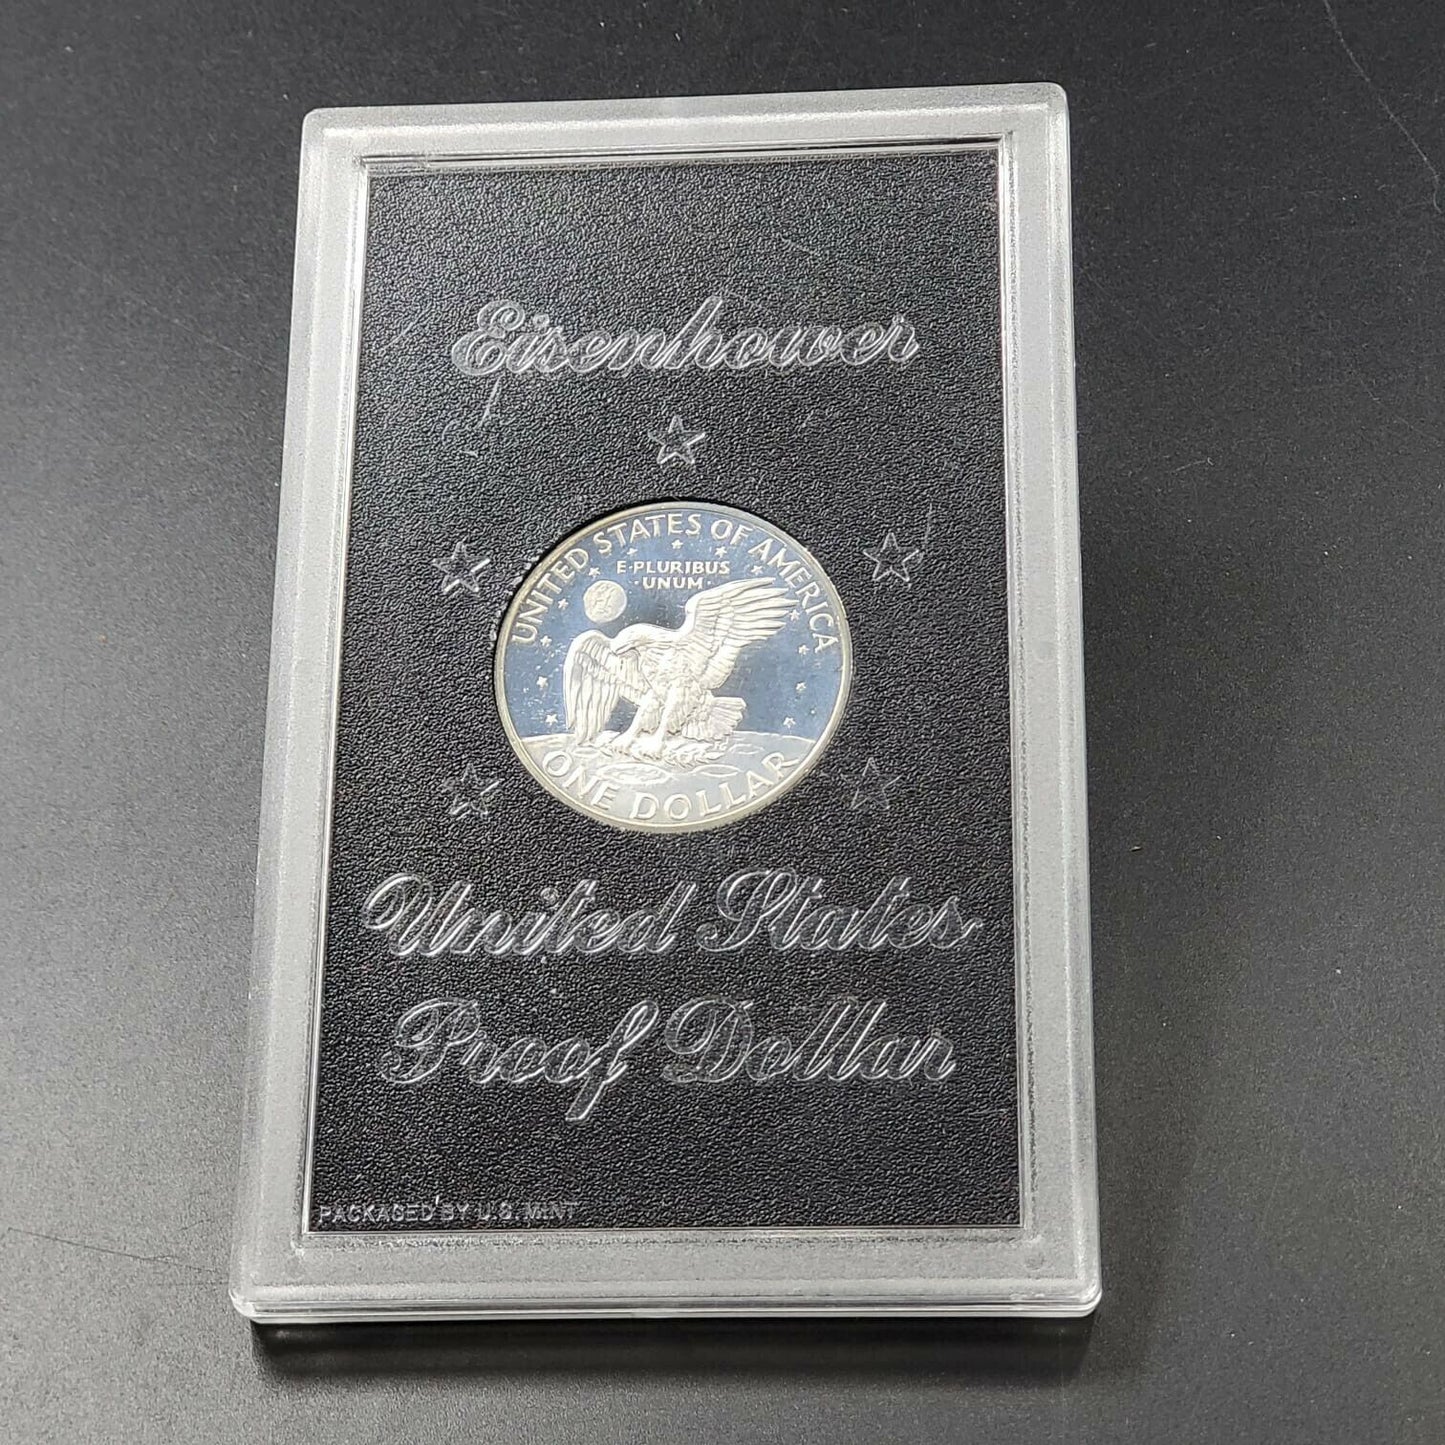 Eisenhower
UNITED STATES OF AMERICA
E·PLURIBUS
·UNUM·
ONE DOLLAR
United States
Proof Dollar
PACKAGED BY U.S. MINT